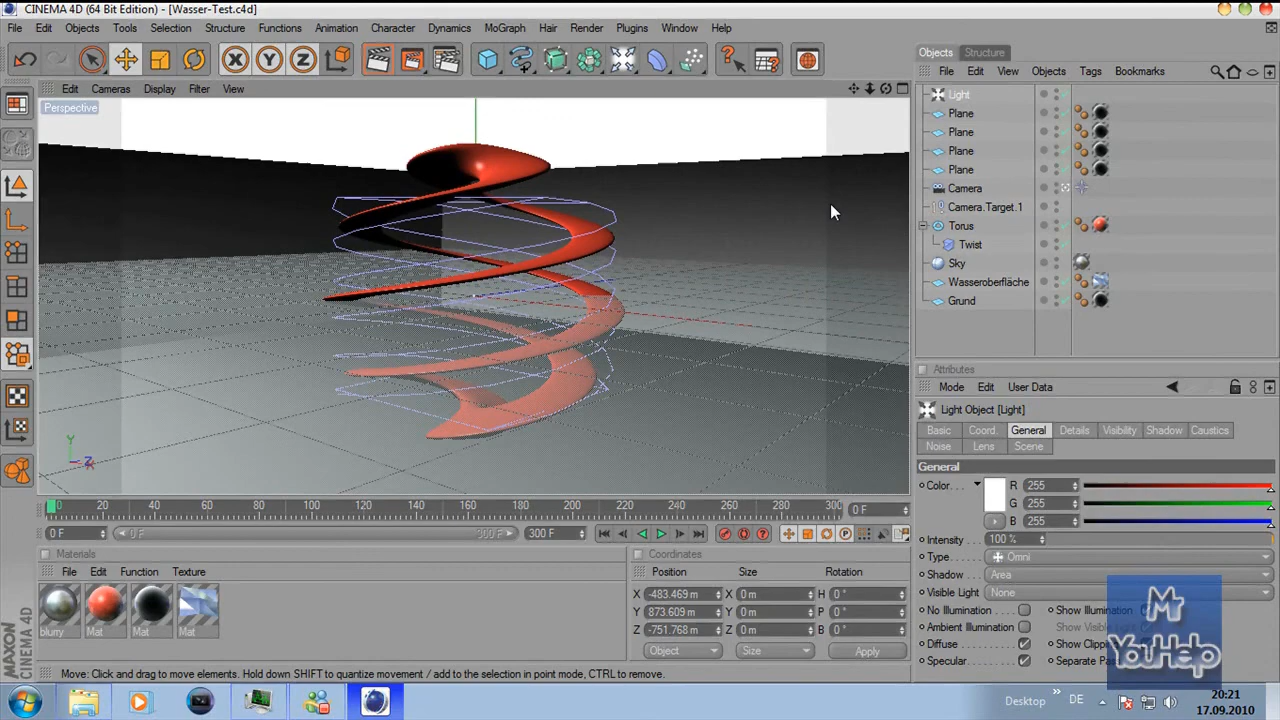 CINEMA 4D (64 Bit Edition) - [Wasser-Test.c4d]
File Edit Objects Tools Selection Structure Functions Animation Character Dynamics MoGraph Hair Render Plugins Window Help
Objects Structure
File Edit View Objects Tags Bookmarks
Edit Cameras Display Filter View
Perspective
Light
Plane
Plane
Plane
Plane
Camera
Camera.Target.1
Torus
Twist
Sky
Wasseroberfläche
Grund
Y
Z
Attributes
Mode Edit User Data
Light Object [Light]
Basic Coord. General Details Visibility Shadow Caustics
Noise Lens Scene
General
Color R 255
G 255
B 255
Intensity 100 %
Type Omni
Shadow Area
Visible Light None
No Illumination Show Illumination
Ambient Illumination
Diffuse Show Clipp
Specular Separate Pas
0 20 40 60 80 100 120 140 160 180 200 220 240 260 280 300 0 F
0 F 0 F 300 F 300 F
Materials
File Edit Function Texture
blurry Mat Mat Mat
Coordinates
Position Size Rotation
X -483.469 m X 0 m H 0 °
Y 873.609 m Y 0 m P 0 °
Z -751.768 m Z 0 m B 0 °
Object Size Apply
MAXON CINEMA 4D
Move: Click and drag to move elements. Hold down SHIFT to quantize movement / add to the selection in point mode, CTRL to remove.
Mr
YouHelp
Desktop » DE 20:21
17.09.2010